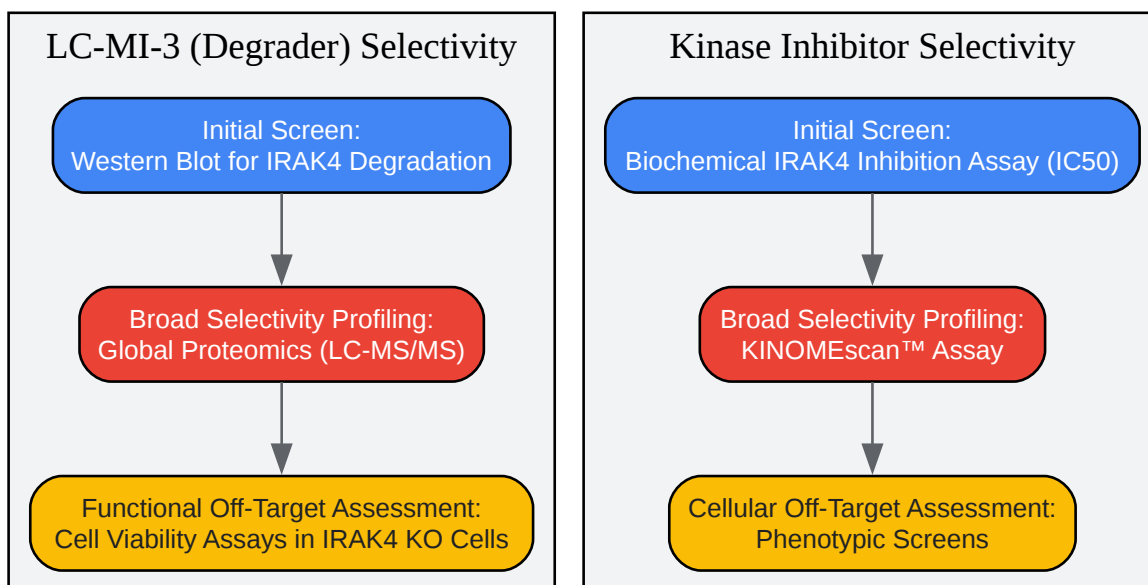 LC-MI-3 (Degrader) Selectivity
Initial Screen:
Western Blot for IRAK4 Degradation
Broad Selectivity Profiling:
Global Proteomics (LC-MS/MS)
Functional Off-Target Assessment:
Cell Viability Assays in IRAK4 KO Cells
Kinase Inhibitor Selectivity
Initial Screen:
Biochemical IRAK4 Inhibition Assay (IC50)
Broad Selectivity Profiling:
KINOMEscan™ Assay
Cellular Off-Target Assessment:
Phenotypic Screens